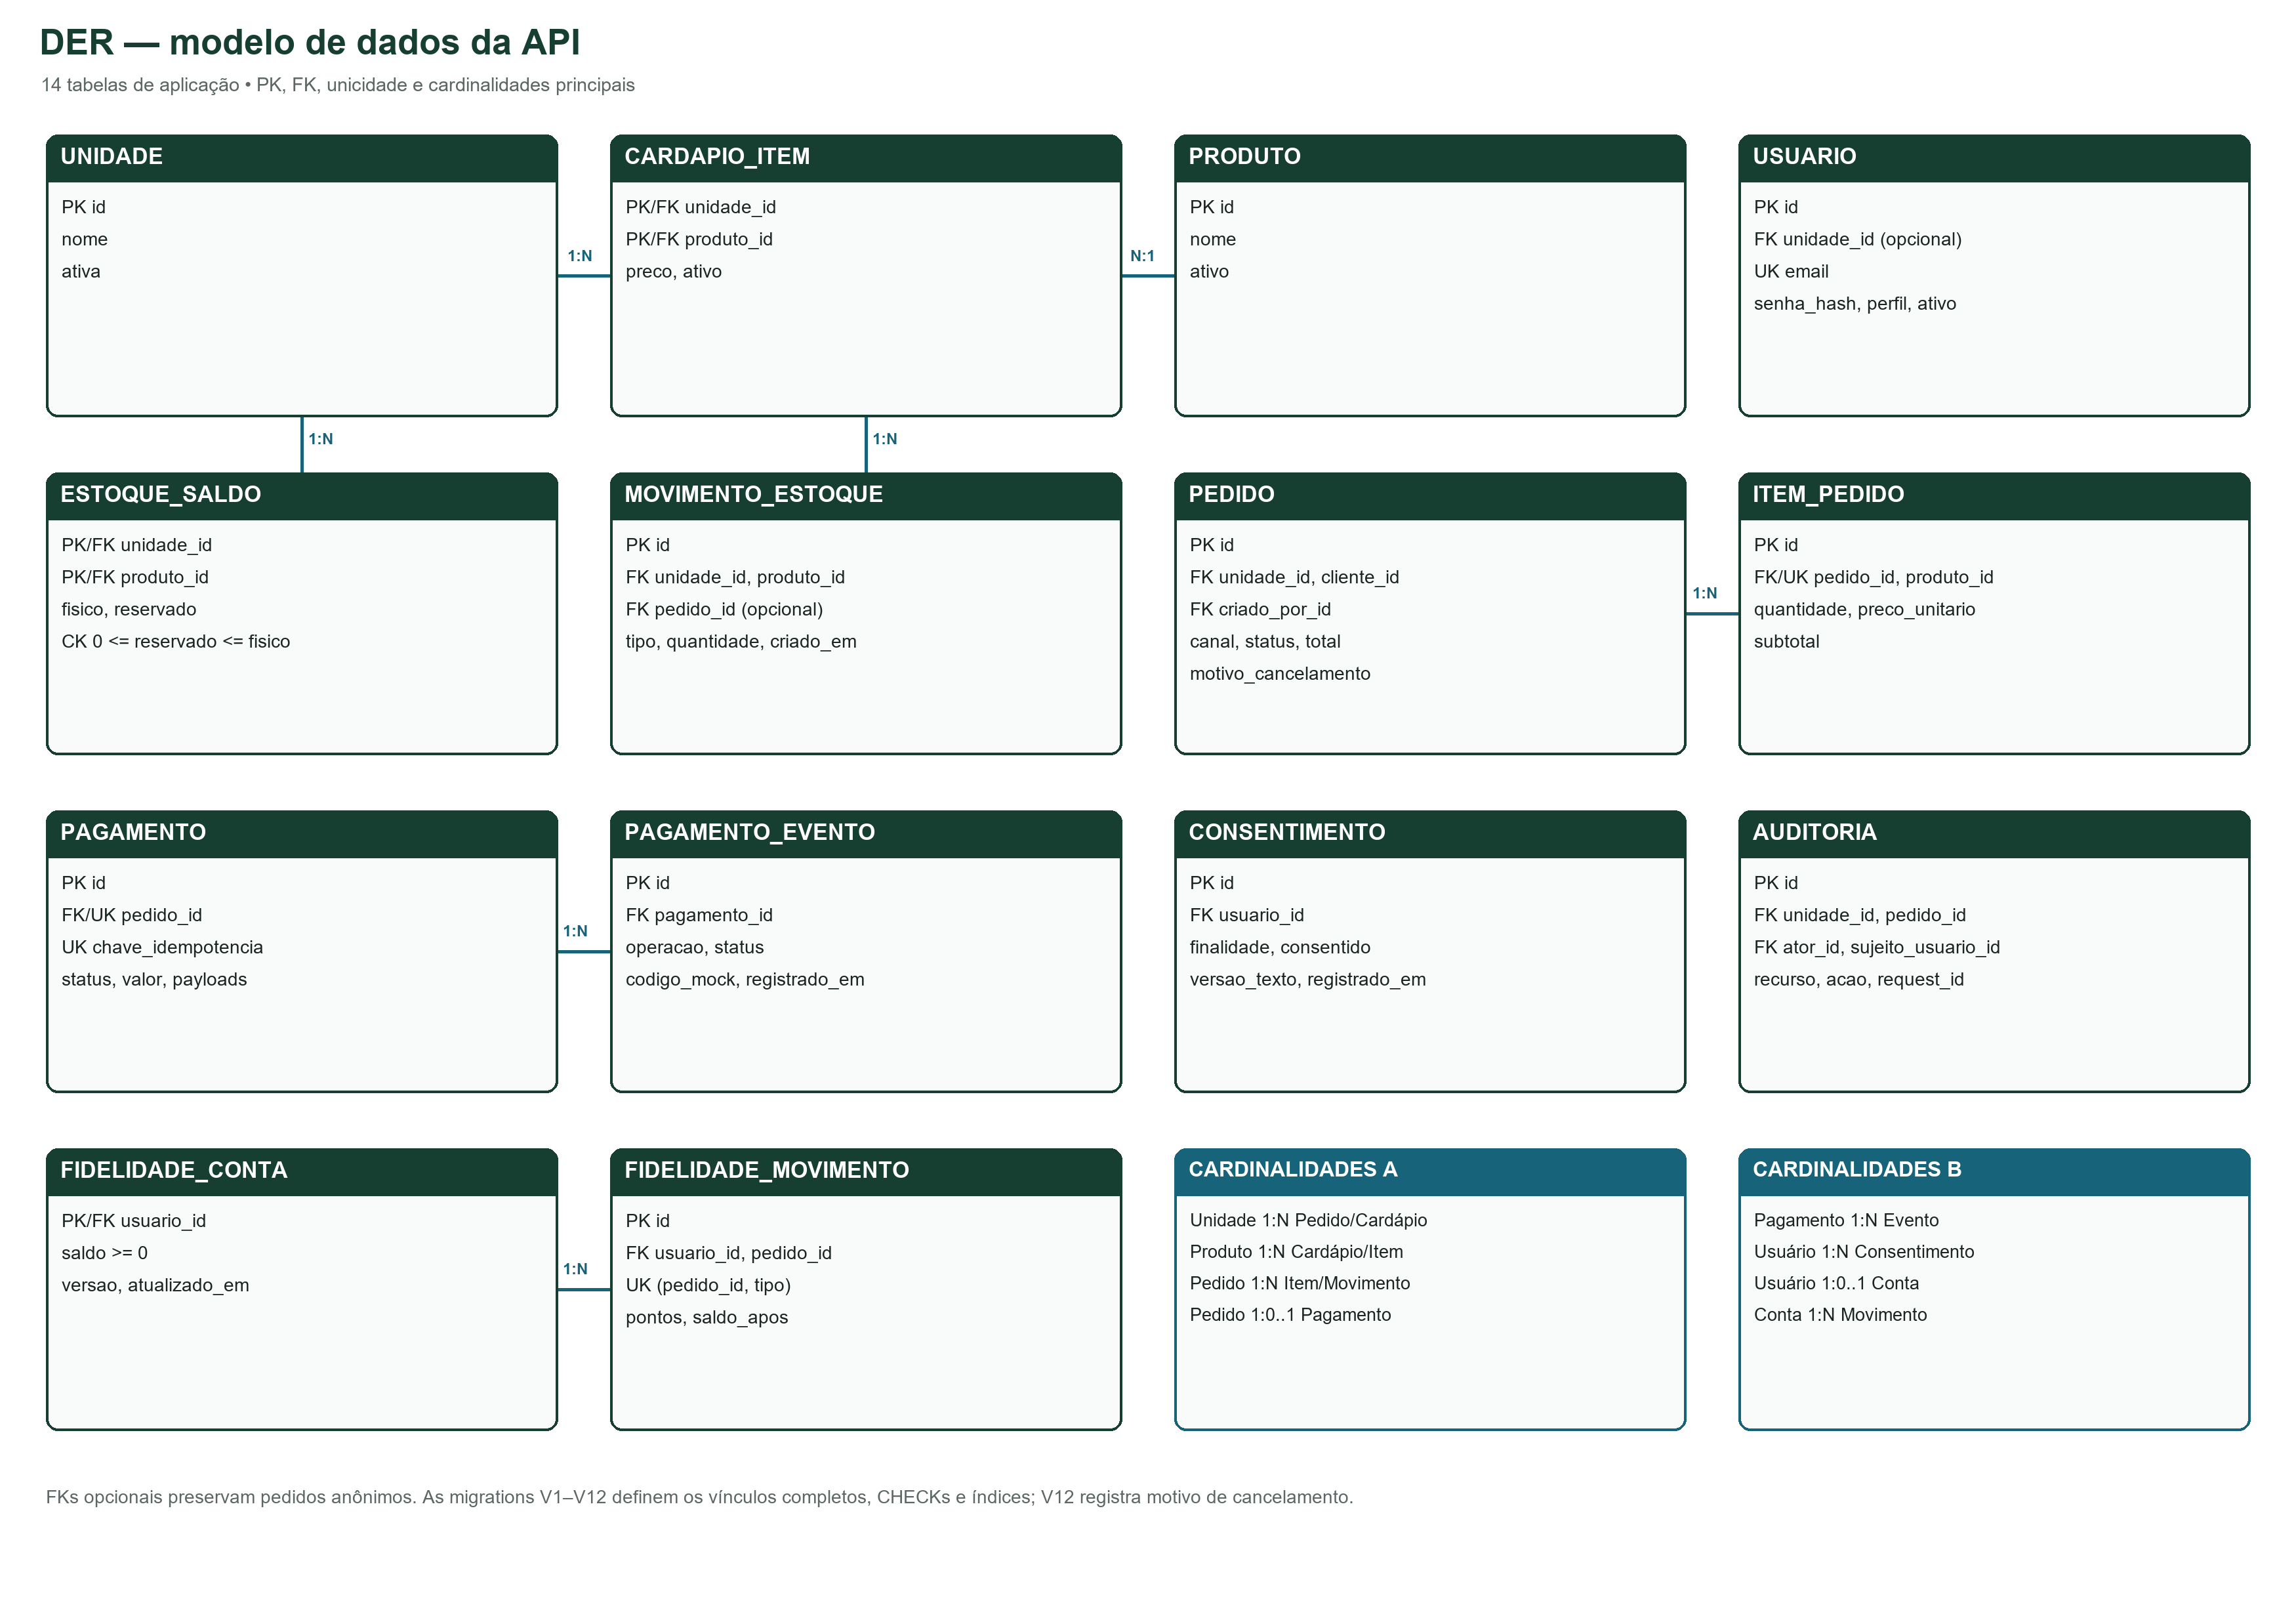 DER — modelo de dados da API
14 tabelas de aplicação • PK, FK, unicidade e cardinalidades principais
UNIDADE
PK id
nome
ativa
1:N
CARDAPIO_ITEM
PK/FK unidade_id
PK/FK produto_id
preco, ativo
N:1
PRODUTO
PK id
nome
ativo
USUARIO
PK id
FK unidade_id (opcional)
UK email
senha_hash, perfil, ativo
1:N
1:N
ESTOQUE_SALDO
PK/FK unidade_id
PK/FK produto_id
fisico, reservado
CK 0 <= reservado <= fisico
MOVIMENTO_ESTOQUE
PK id
FK unidade_id, produto_id
FK pedido_id (opcional)
tipo, quantidade, criado_em
PEDIDO
PK id
FK unidade_id, cliente_id
FK criado_por_id
canal, status, total
motivo_cancelamento
1:N
ITEM_PEDIDO
PK id
FK/UK pedido_id, produto_id
quantidade, preco_unitario
subtotal
PAGAMENTO
PK id
FK/UK pedido_id
UK chave_idempotencia
status, valor, payloads
1:N
PAGAMENTO_EVENTO
PK id
FK pagamento_id
operacao, status
codigo_mock, registrado_em
CONSENTIMENTO
PK id
FK usuario_id
finalidade, consentido
versao_texto, registrado_em
AUDITORIA
PK id
FK unidade_id, pedido_id
FK ator_id, sujeito_usuario_id
recurso, acao, request_id
FIDELIDADE_CONTA
PK/FK usuario_id
saldo >= 0
versao, atualizado_em
1:N
FIDELIDADE_MOVIMENTO
PK id
FK usuario_id, pedido_id
UK (pedido_id, tipo)
pontos, saldo_apos
CARDINALIDADES A
Unidade 1:N Pedido/Cardápio
Produto 1:N Cardápio/Item
Pedido 1:N Item/Movimento
Pedido 1:0..1 Pagamento
CARDINALIDADES B
Pagamento 1:N Evento
Usuário 1:N Consentimento
Usuário 1:0..1 Conta
Conta 1:N Movimento
FKs opcionais preservam pedidos anônimos. As migrations V1–V12 definem os vínculos completos, CHECKs e índices; V12 registra motivo de cancelamento.